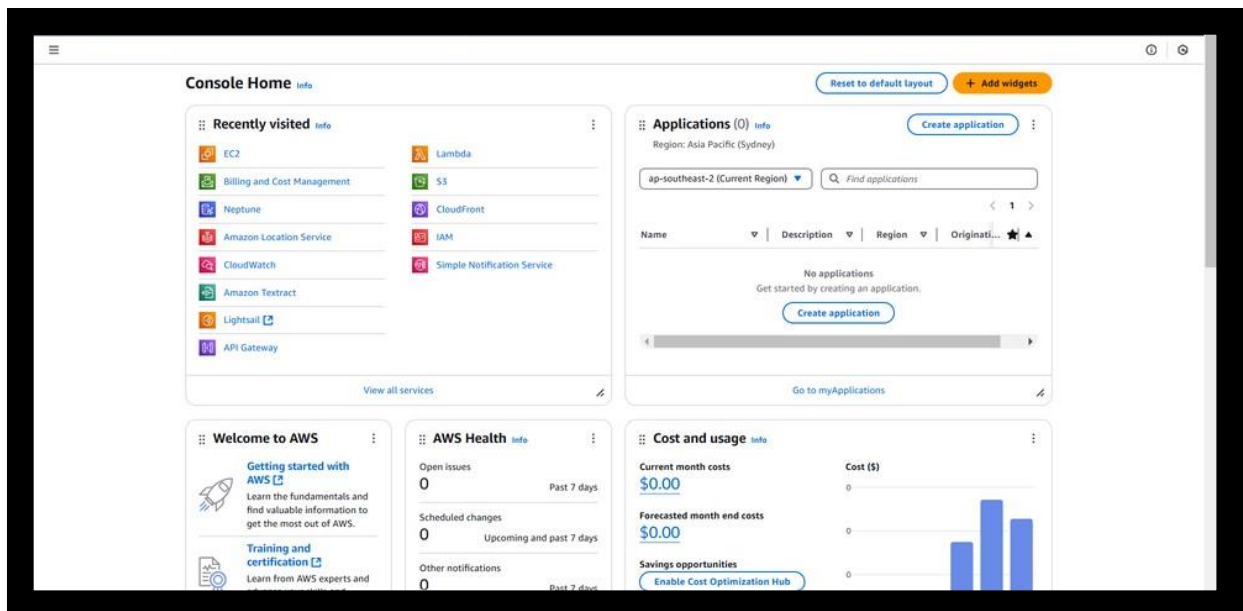 Console Home Info
Reset to default layout
+ Add widgets
Recently visited Info
EC2
Billing and Cost Management
Neptune
Amazon Location Service
CloudWatch
Amazon Textract
Lightsail
API Gateway
Lambda
S3
CloudFront
IAM
Simple Notification Service
View all services
Applications (0) Info
Create application
Region: Asia Pacific (Sydney)
ap-southeast-2 (Current Region)
Find applications
1
Name
Description
Region
Originati...
No applications
Get started by creating an application.
Create application
Go to myApplications
Welcome to AWS
Getting started with
AWS
Learn the fundamentals and
find valuable information to
get the most out of AWS.
Training and
certification
Learn from AWS experts and
AWS Health Info
Open issues
0
Past 7 days
Scheduled changes
0
Upcoming and past 7 days
Other notifications
0
Past 7 days
Cost and usage Info
Current month costs
$0.00
Forecasted month end costs
$0.00
Savings opportunities
Enable Cost Optimization Hub
Cost ($)
0
0
0